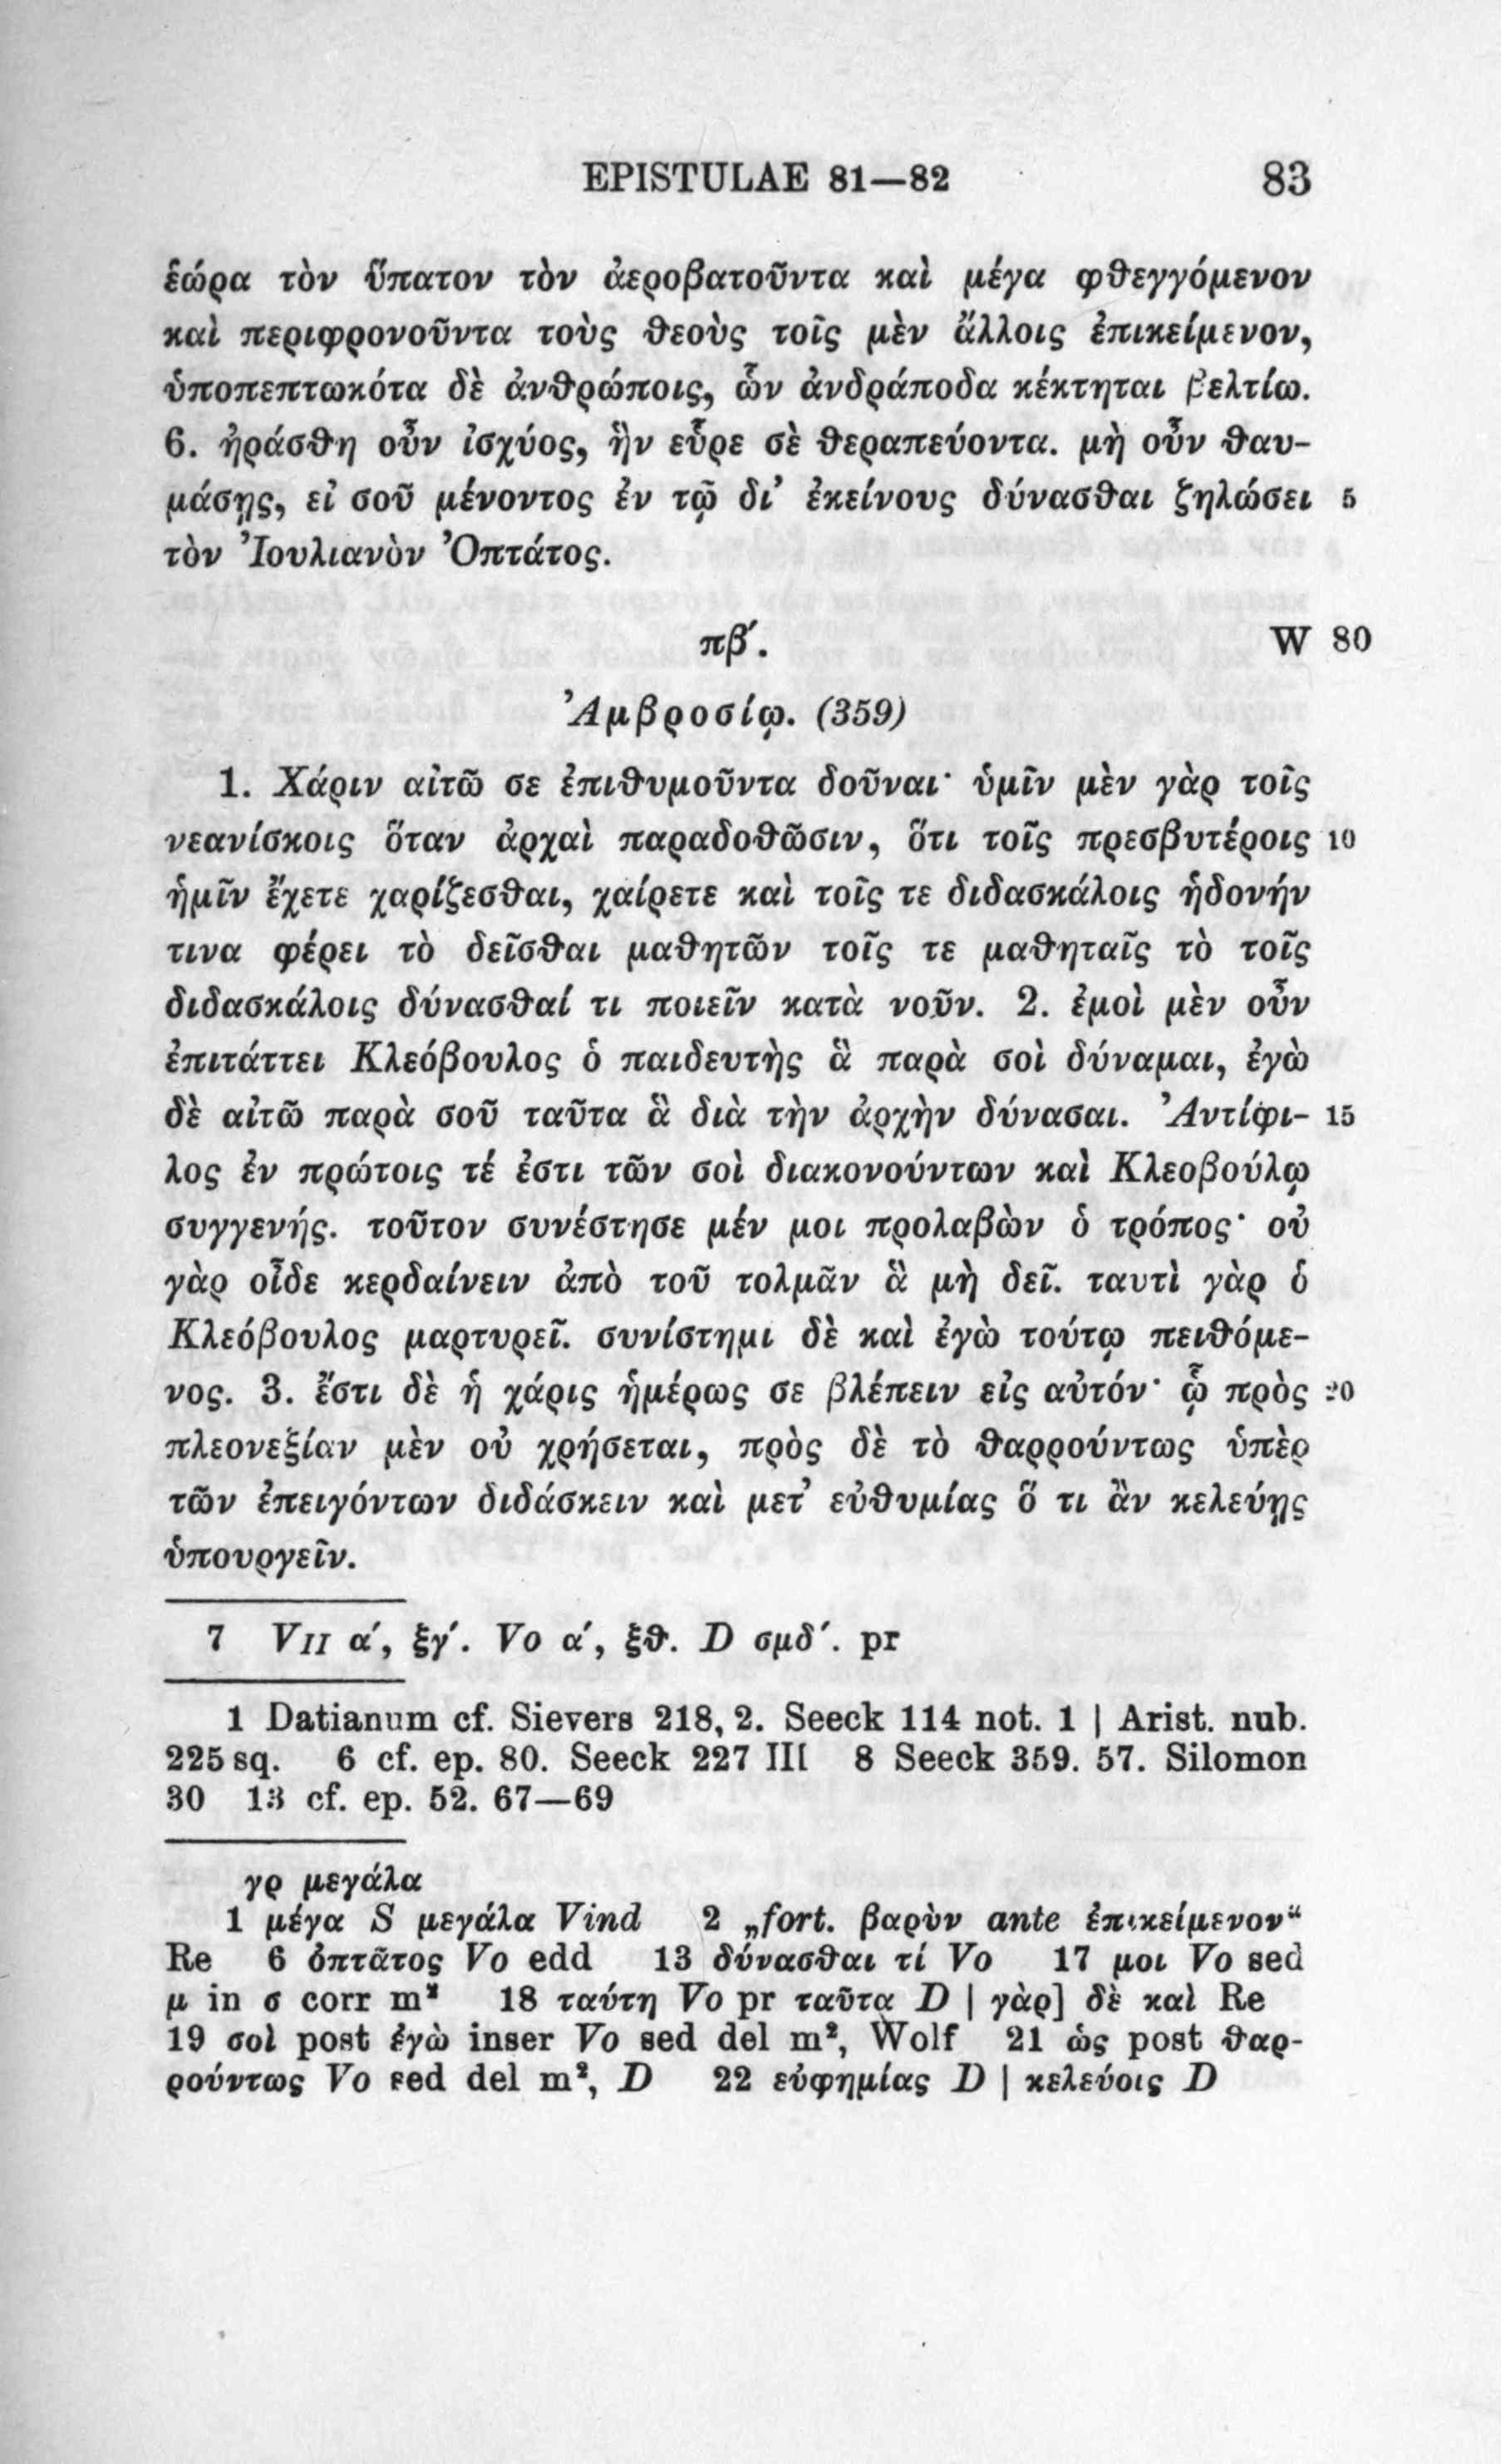 EPISTULAE 81—82 83
ἑώρα τὸν ὕπατον τὸν ἀεροβατοῦντα καὶ μέγα φθεγγόμενον
καὶ περιφρονοῦντα τοὺς θεοὺς τοῖς μὲν ἄλλοις ἐπικείμενον,
ὑποπεπτωκότα δὲ ἀνθρώποις, ὧν ἀνδράποδα κέκτηται βελτίω.
6. ἠράσθη οὖν ἰσχύος, ἣν εὗρε σὲ θεραπεύοντα. μὴ οὖν θαυ-
μάσῃς, εἰ σοῦ μένοντος ἐν τῷ δι' ἐκείνους δύνασθαι ζηλώσει 5
τὸν Ἰουλιανὸν Ὀπτάτος.
πβ΄. W 80
Ἀμβροσίῳ. (359)
1. Χάριν αἰτῶ σε ἐπιθυμοῦντα δοῦναι· ὑμῖν μὲν γὰρ τοῖς
νεανίσκοις ὅταν ἀρχαὶ παραδοθῶσιν, ὅτι τοῖς πρεσβυτέροις 10
ἡμῖν ἔχετε χαρίζεσθαι, χαίρετε καὶ τοῖς τε διδασκάλοις ἡδονήν
τινα φέρει τὸ δεῖσθαι μαθητῶν τοῖς τε μαθηταῖς τὸ τοῖς
διδασκάλοις δύνασθαί τι ποιεῖν κατὰ νοῦν. 2. ἐμοὶ μὲν οὖν
ἐπιτάττει Κλεόβουλος ὁ παιδευτὴς ἃ παρὰ σοὶ δύναμαι, ἐγὼ
δὲ αἰτῶ παρὰ σοῦ ταῦτα ἃ διὰ τὴν ἀρχὴν δύνασαι. Ἀντίφι- 15
λος ἐν πρώτοις τέ ἐστι τῶν σοὶ διακονούντων καὶ Κλεοβούλῳ
συγγενής. τοῦτον συνέστησε μέν μοι προλαβὼν ὁ τρόπος· οὐ
γὰρ οἶδε κερδαίνειν ἀπὸ τοῦ τολμᾶν ἃ μὴ δεῖ. ταυτὶ γὰρ ὁ
Κλεόβουλος μαρτυρεῖ. συνίστημι δὲ καὶ ἐγὼ τούτῳ πειθόμε-
νος. 3. ἔστι δὲ ἡ χάρις ἡμέρως σε βλέπειν εἰς αὐτόν· ᾧ πρὸς 20
πλεονεξίαν μὲν οὐ χρήσεται, πρὸς δὲ τὸ θαρρούντως ὑπὲρ
τῶν ἐπειγόντων διδάσκειν καὶ μετ' εὐθυμίας ὅ τι ἂν κελεύῃς
ὑπουργεῖν.
7 VII α΄, ξγ΄. Vo α΄, ξθ. D σμδ΄. pr
1 Datianum cf. Sievers 218, 2. Seeck 114 not. 1 | Arist. nub.
225 sq. 6 cf. ep. 80. Seeck 227 III 8 Seeck 359. 57. Silomon
30 13 cf. ep. 52. 67—69
γρ μεγάλα
1 μέγα S μεγάλα Vind 2 „fort. βαρὺν ante ἐπικείμενον“
Re 6 ὀπτᾶτος Vo edd 13 δύνασθαι τί Vo 17 μοι Vo sed
μ in σ corr m² 18 ταύτη Vo pr ταῦτα D | γὰρ] δὲ καὶ Re
19 σοὶ post ἐγὼ inser Vo sed del m², Wolf 21 ὡς post θαρ-
ρούντως Vo sed del m², D 22 εὐφημίας D | κελεύοις D